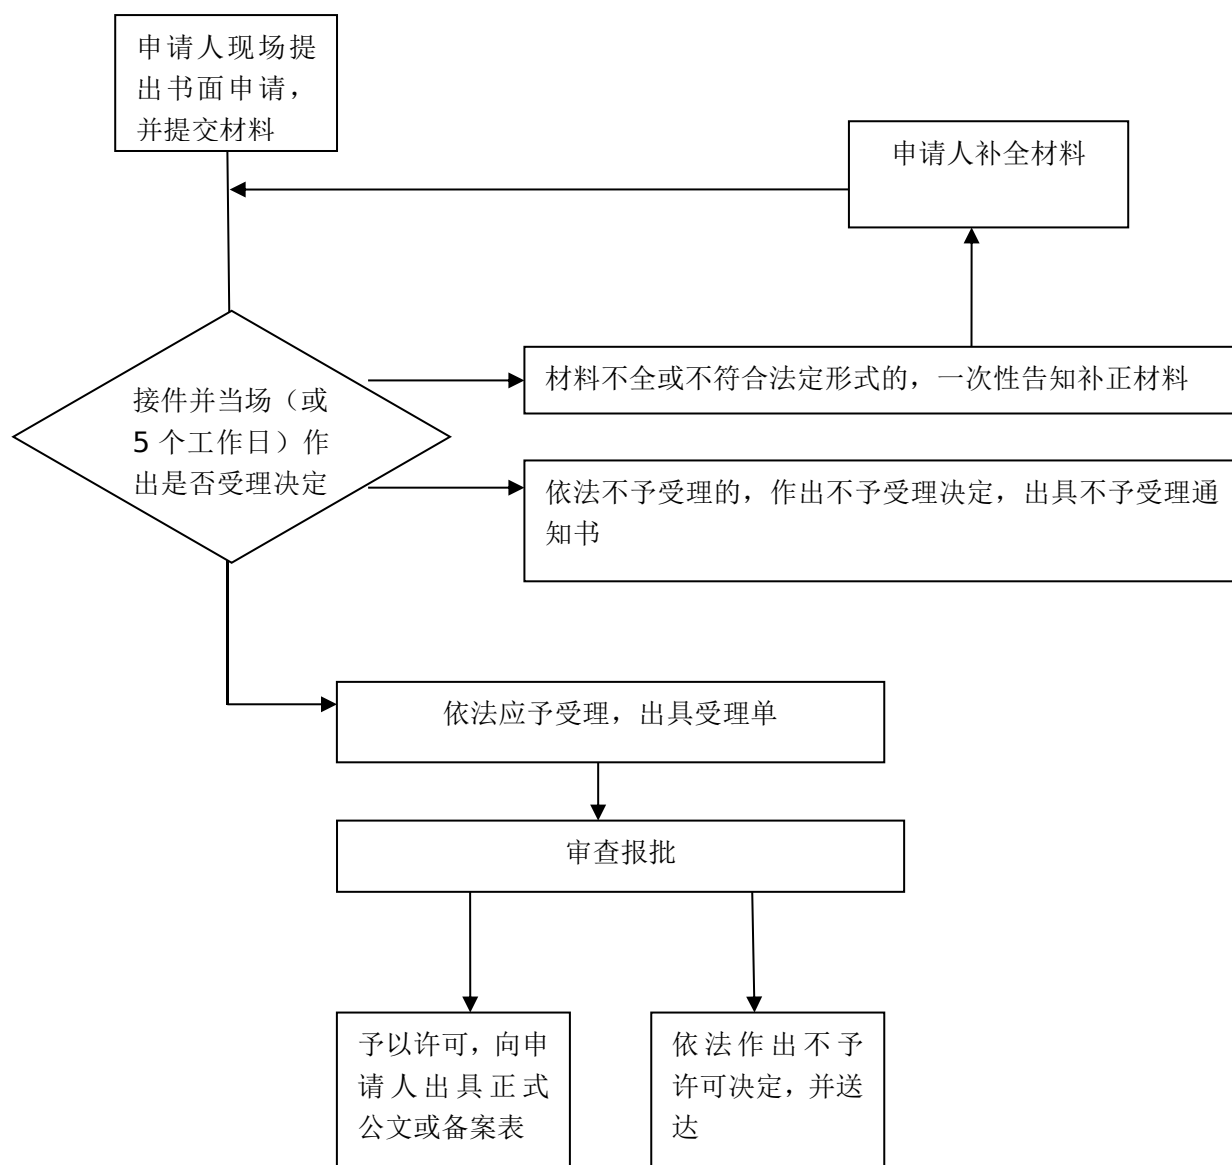 申请人现场提
出书面申请，
并提交材料
申请人补全材料
材料不全或不符合法定形式的，一次性告知补正材料
接件并当场（或
5 个工作日）作
出是否受理决定
依法不予受理的，作出不予受理决定，出具不予受理通
知书
依法应予受理，出具受理单
审查报批
予以许可，向申
请人出具正式
公文或备案表
依法作出不予
许可决定，并送
达